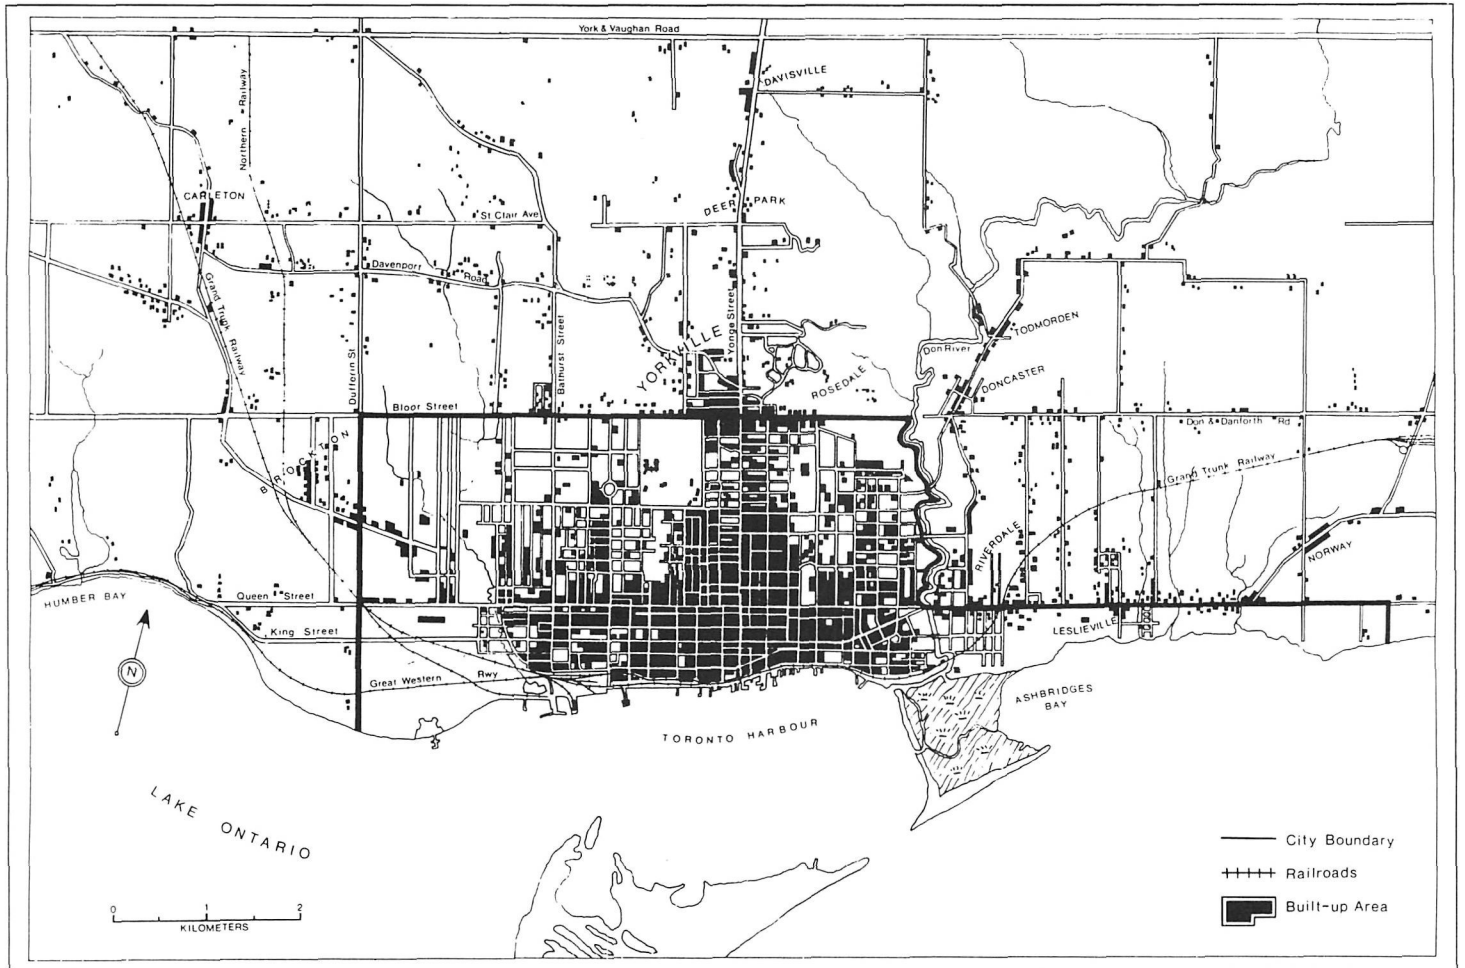 York & Vaughan Road
Northern Railway
DAVISVILLE
CARLETON
DEER PARK
St Clair Ave
Davenport Road
Grand Trunk Railway
Dufferin St
Bathurst Street
YORKVILLE
Yonge Street
TODMORDEN
Don River
ROSEDALE
DONCASTER
Bloor Street
Don & Danforth Rd
BROCKTON
Grand Trunk Railway
RIVERDALE
NORWAY
HUMBER BAY
Queen Street
King Street
LESLIEVILLE
N
Great Western Rwy
ASHBRIDGES
BAY
TORONTO HARBOUR
LAKE ONTARIO
City Boundary
Railroads
Built-up Area
0 1 2
KILOMETERS